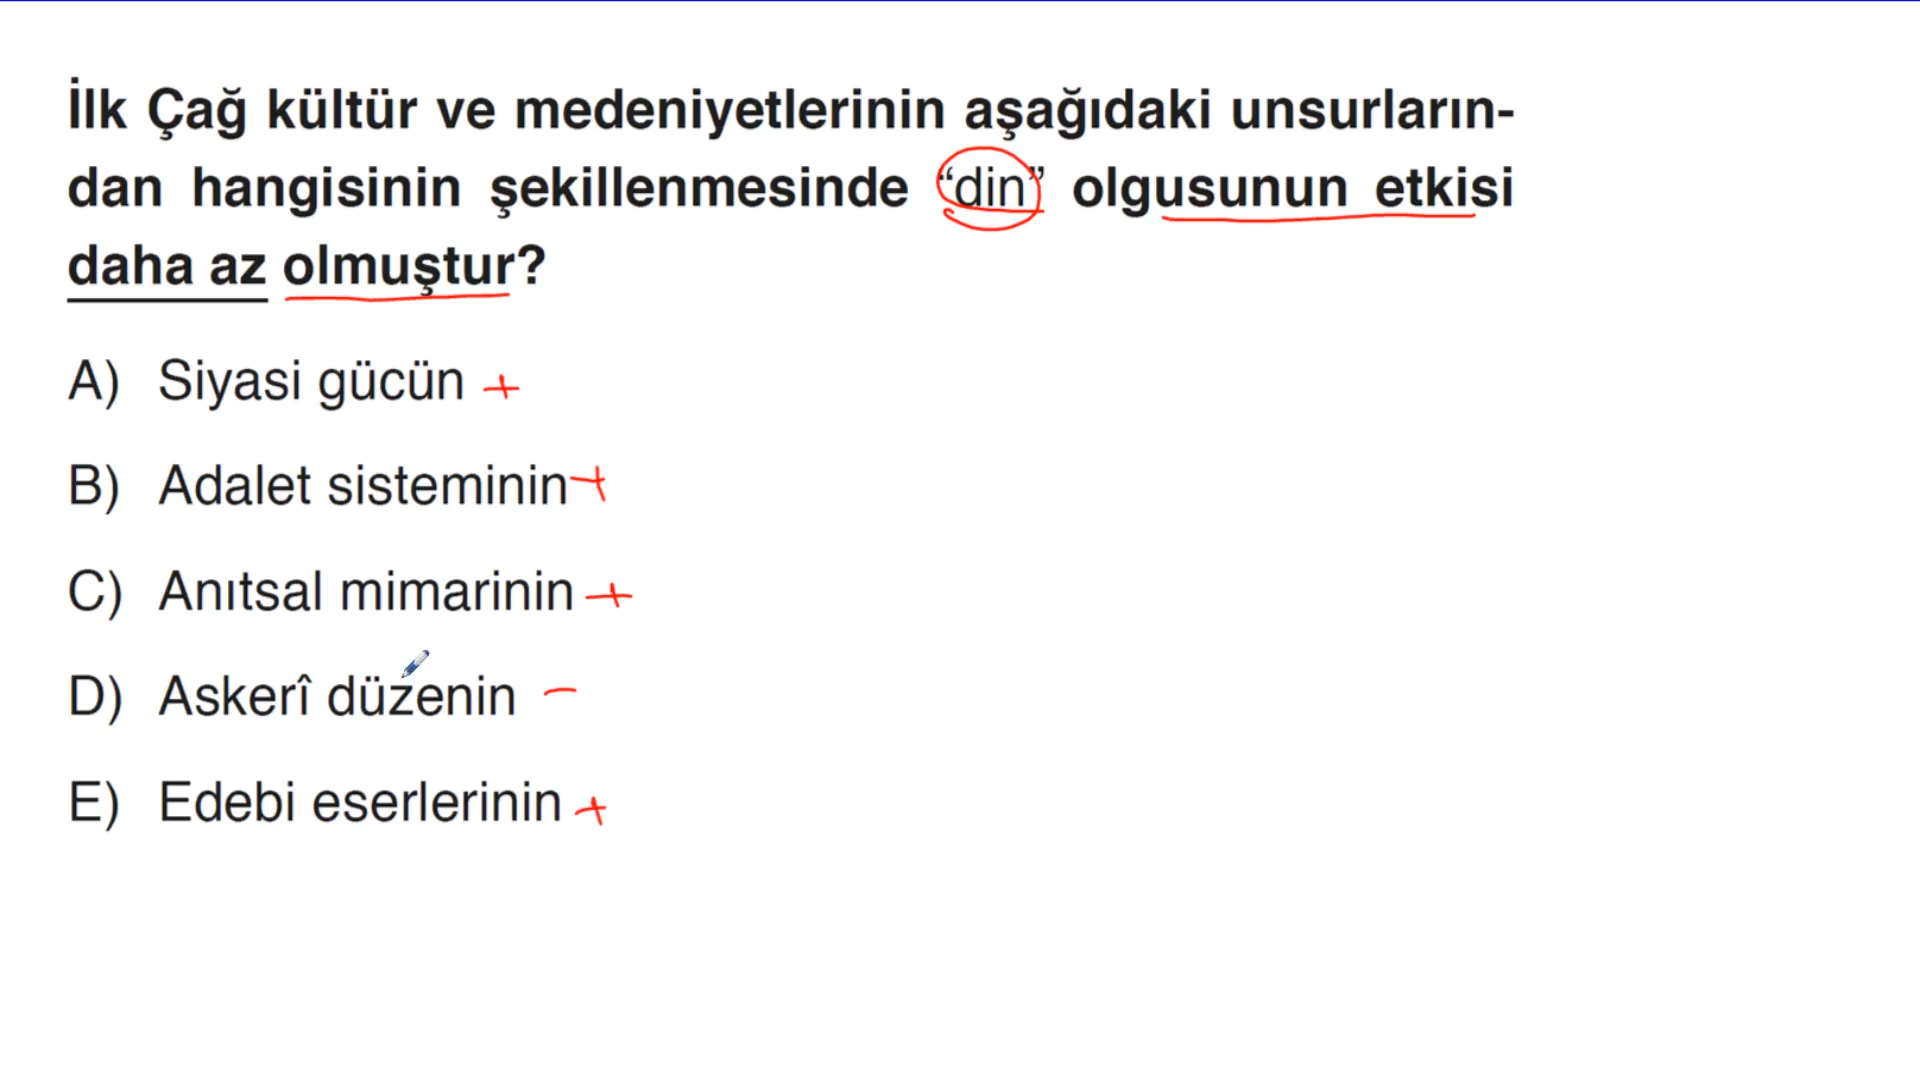 İlk Çağ kültür ve medeniyetlerinin aşağıdaki unsurların-
dan hangisinin şekillenmesinde “din” olgusunun etkisi
daha az olmuştur?
A) Siyasi gücün +
B) Adalet sisteminin +
C) Anıtsal mimarinin +
D) Askerî düzenin -
E) Edebi eserlerinin +